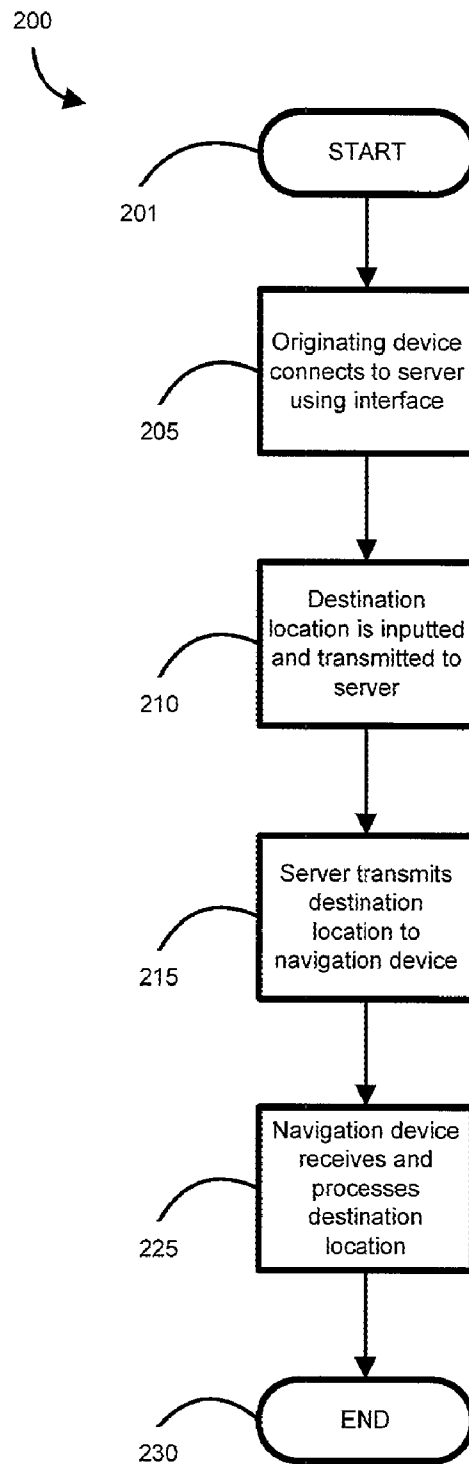 200
START
201
Originating device
connects to server
using interface
205
Destination
location is inputted
and transmitted to
server
210
Server transmits
destination
location to
navigation device
215
Navigation device
receives and
processes
destination
location
225
END
230